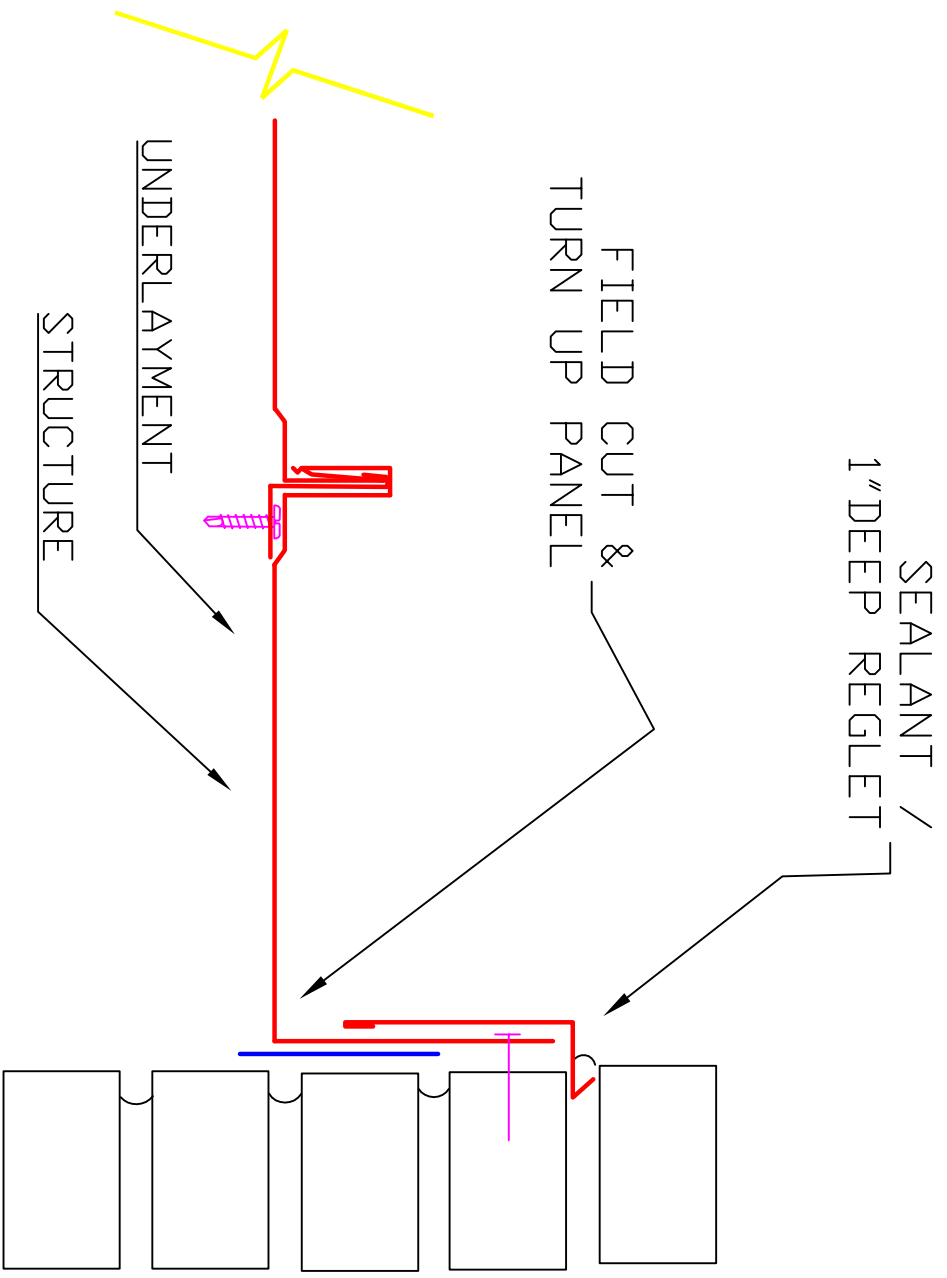 SEALANT /
1"DEEP REGLET
FIELD CUT &
TURN UP PANEL
UNDERLAYMENT
STRUCTURE